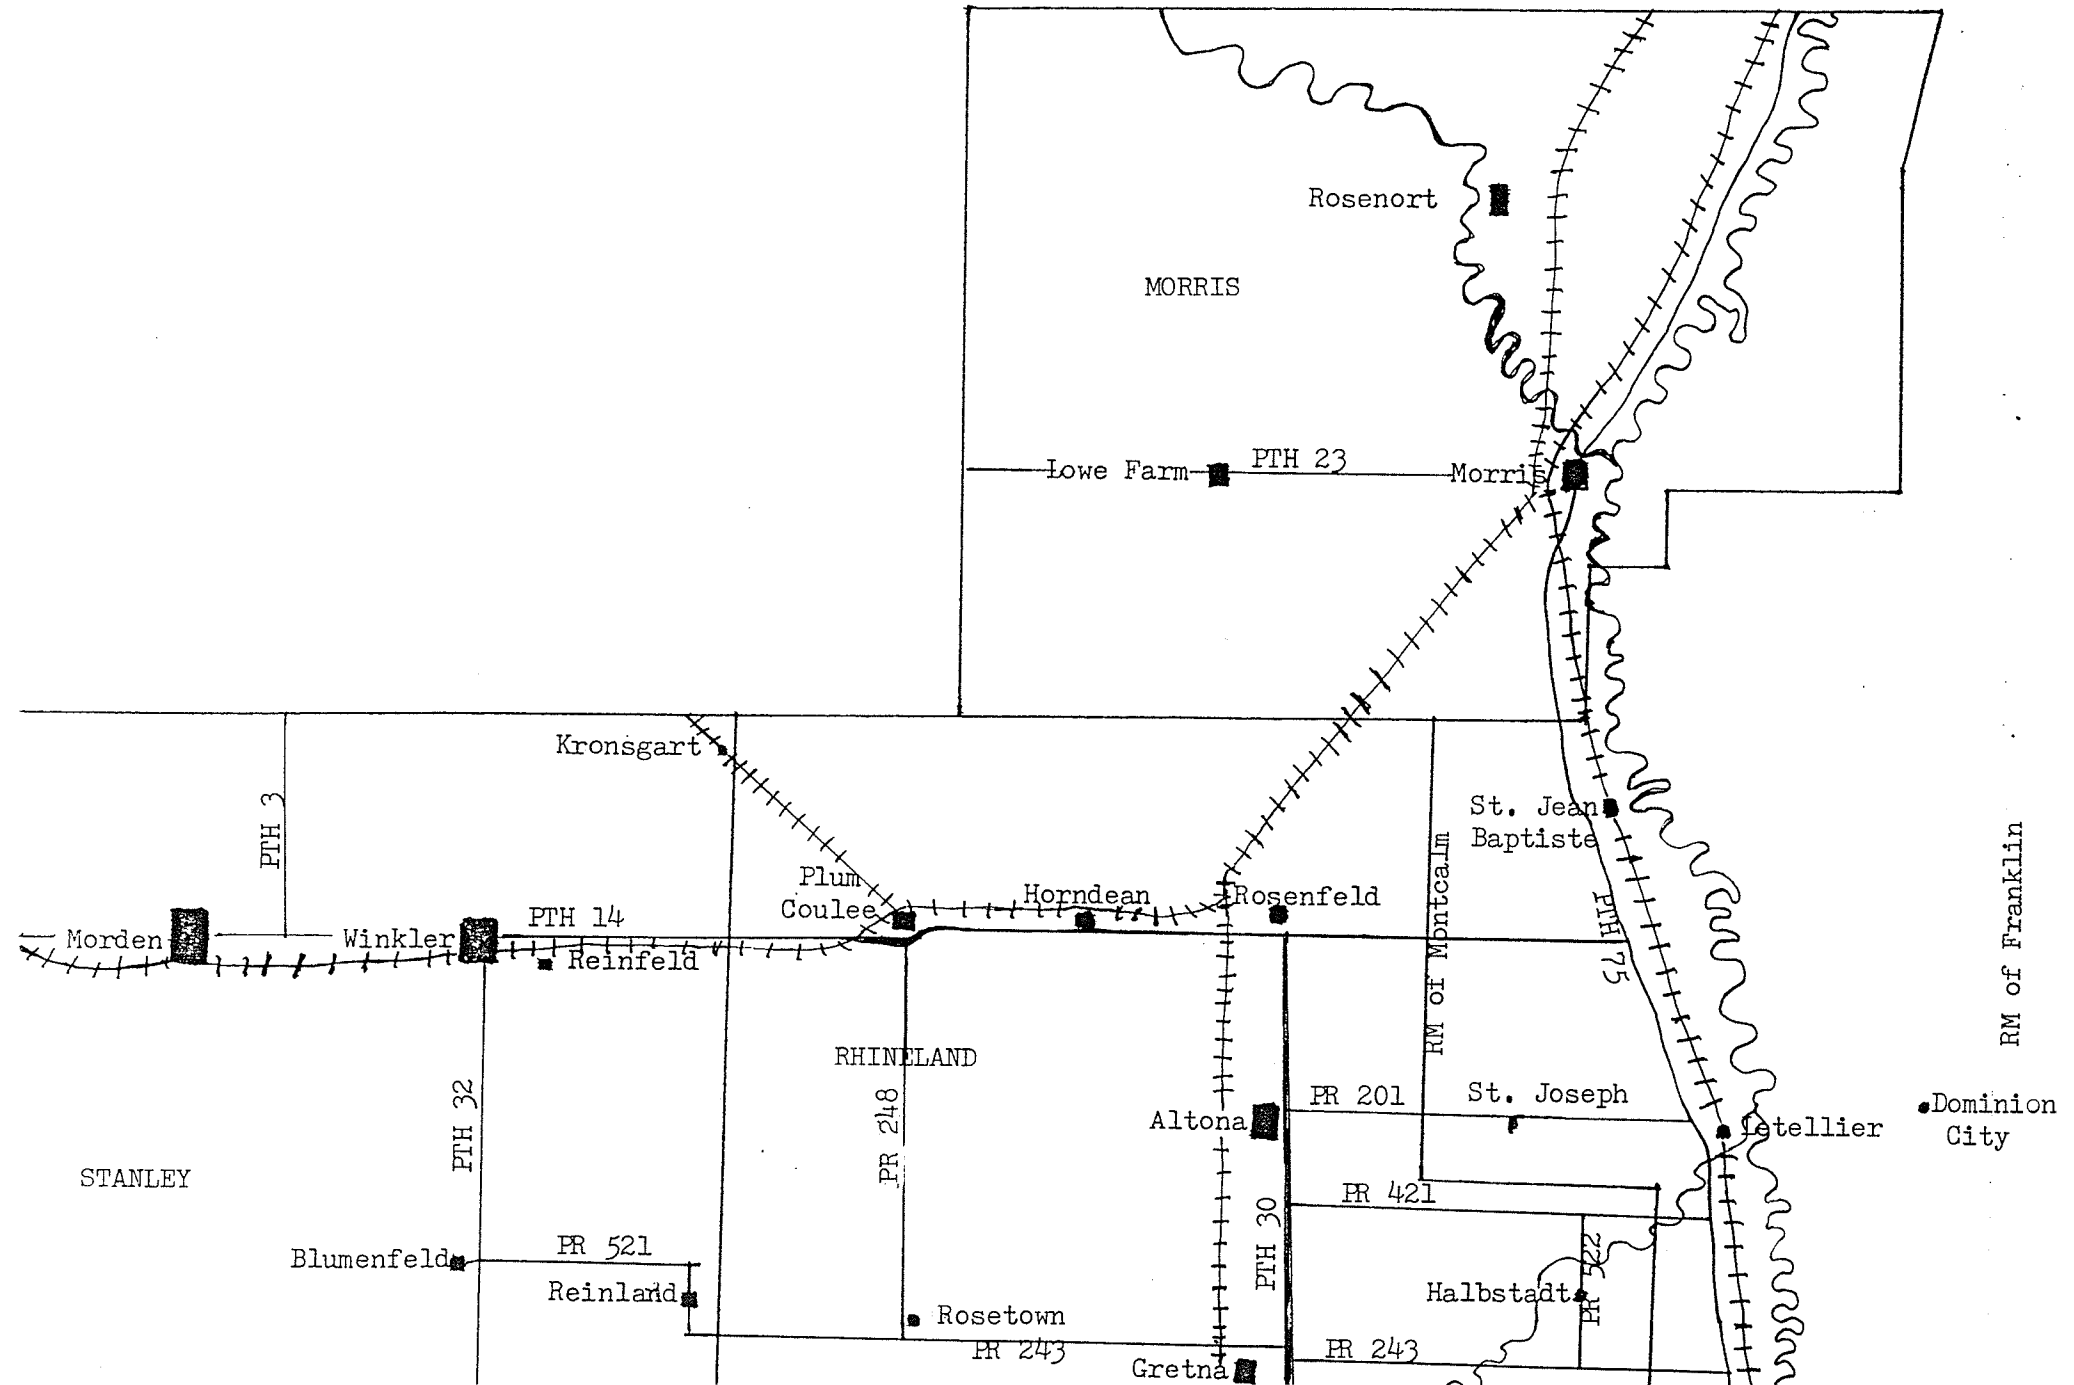 Rosenort
MORRIS
Lowe Farm
PTH 23
Morris
Kronsgart
PTH 3
St. Jean
Baptiste
RM of Montcalm
RM of Franklin
Plum
Coulee
Horndean
Rosenfeld
PTH 75
Morden
Winkler
PTH 14
Reinfeld
RHINELAND
PTH 32
PR 248
Altona
PR 201
St. Joseph
Letellier
Dominion
City
STANLEY
PR 421
PTH 30
PR 522
Blumenfeld
PR 521
Reinland
Halbstadt
Rosetown
PR 243
PR 243
Gretna